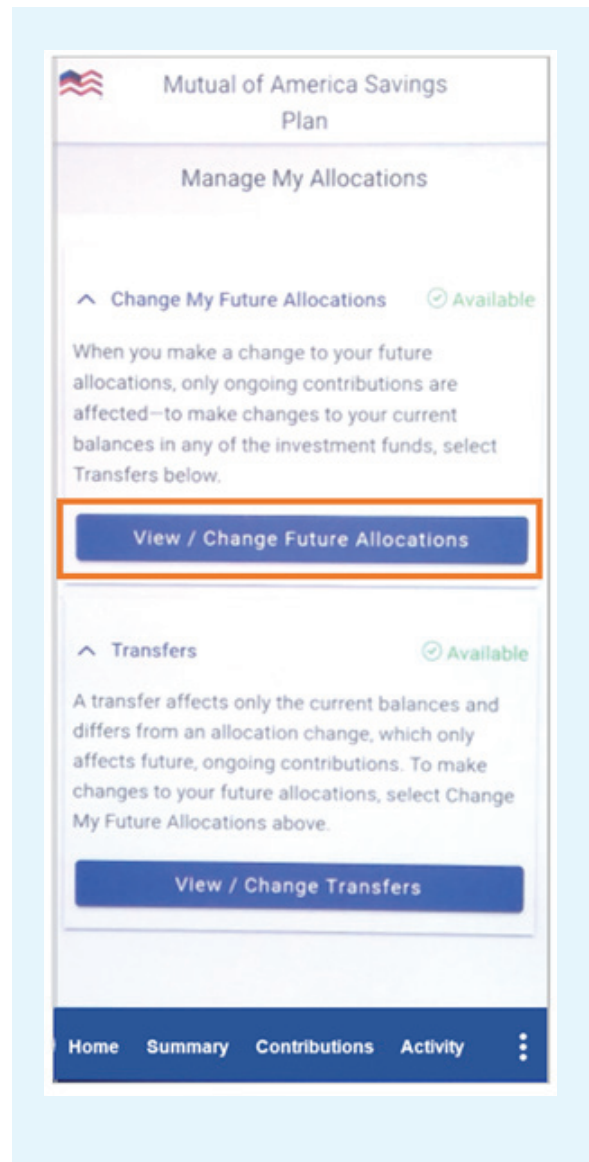 Mutual of America Savings
Plan
Manage My Allocations
Change My Future Allocations Available
When you make a change to your future
allocations, only ongoing contributions are
affected—to make changes to your current
balances in any of the investment funds, select
Transfers below.
View / Change Future Allocations
Transfers Available
A transfer affects only the current balances and
differs from an allocation change, which only
affects future, ongoing contributions. To make
changes to your future allocations, select Change
My Future Allocations above.
View / Change Transfers
Home Summary Contributions Activity